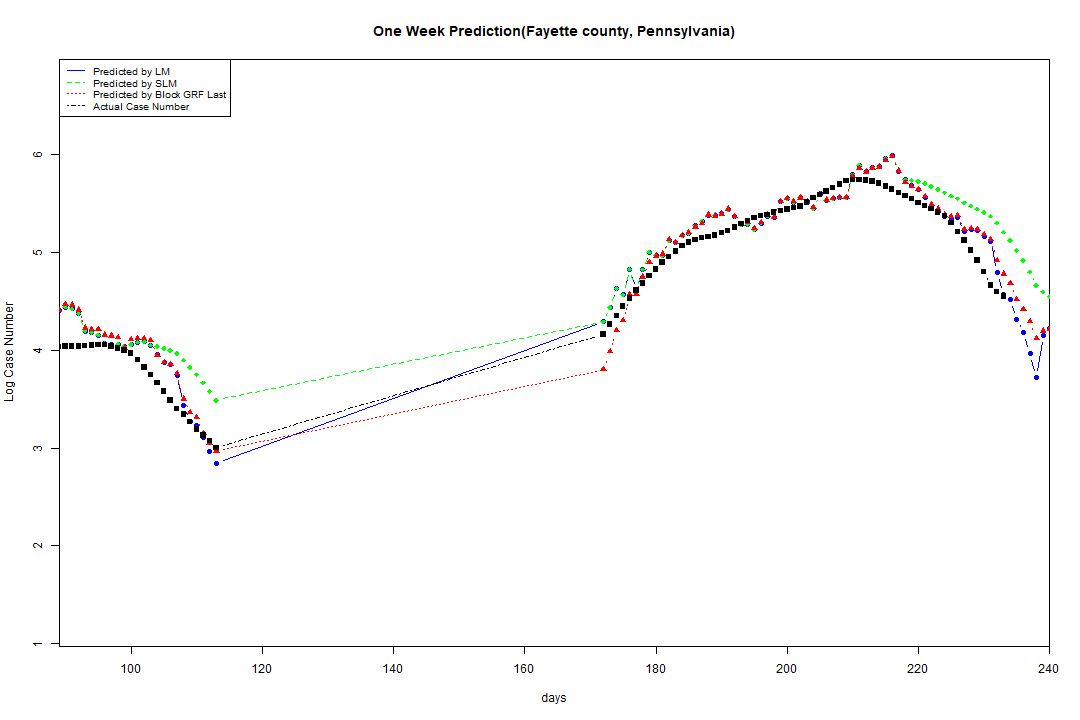 One Week Prediction(Fayette county, Pennsylvania)
Predicted by LM
Predicted by SLM
Predicted by Block GRF Last
Actual Case Number
6
5
4
3
2
1
Log Case Number
100 120 140 160 180 200 220 240
days